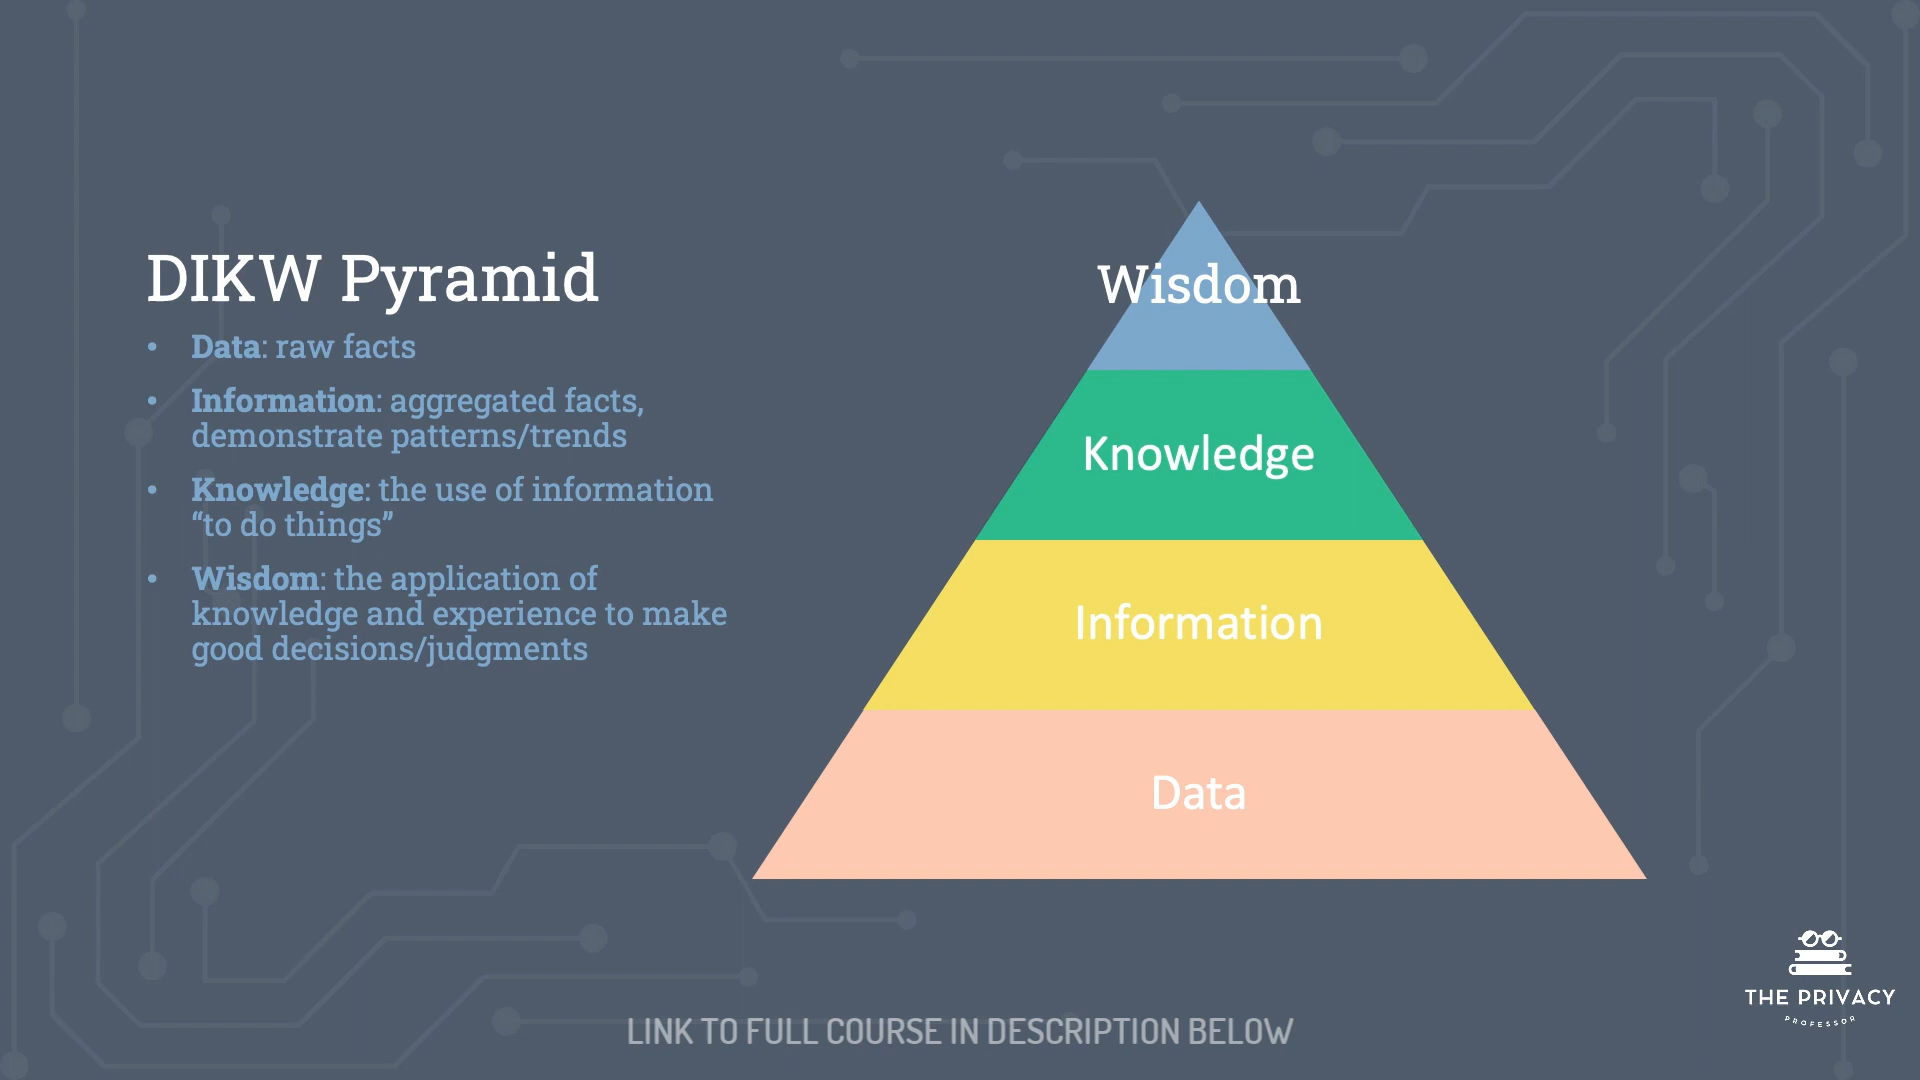 DIKW Pyramid
• Data: raw facts
• Information: aggregated facts,
demonstrate patterns/trends
• Knowledge: the use of information
“to do things”
• Wisdom: the application of
knowledge and experience to make
good decisions/judgments
Wisdom
Knowledge
Information
Data
THE PRIVACY
PROFESSOR
LINK TO FULL COURSE IN DESCRIPTION BELOW